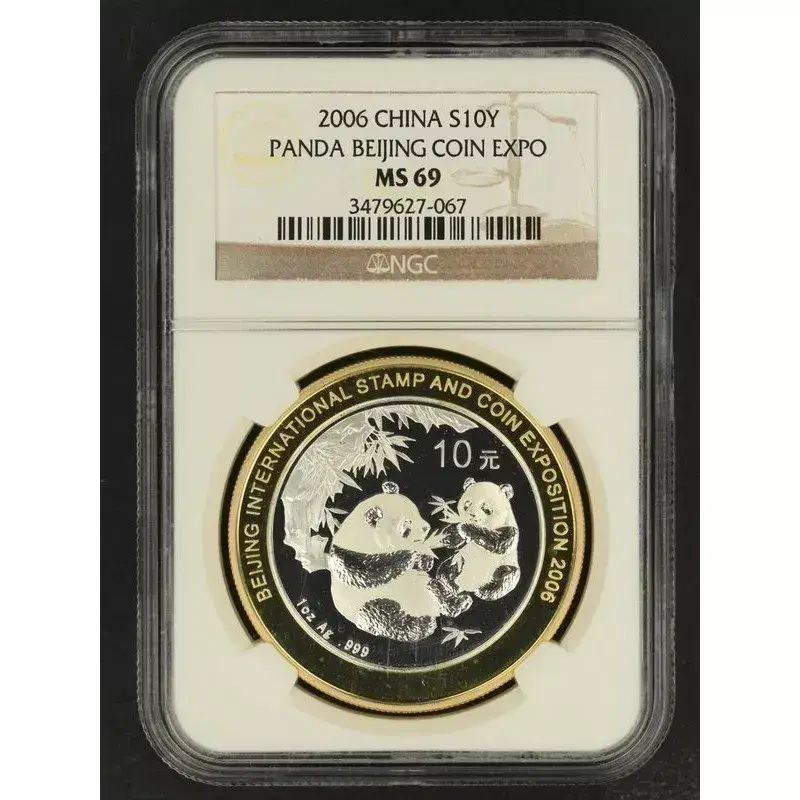 2006 CHINA S10Y
PANDA BEIJING COIN EXPO
MS 69
3479627-067
NGC
BEIJING INTERNATIONAL STAMP AND COIN EXPOSITION 2006
10元
1oz Ag .999